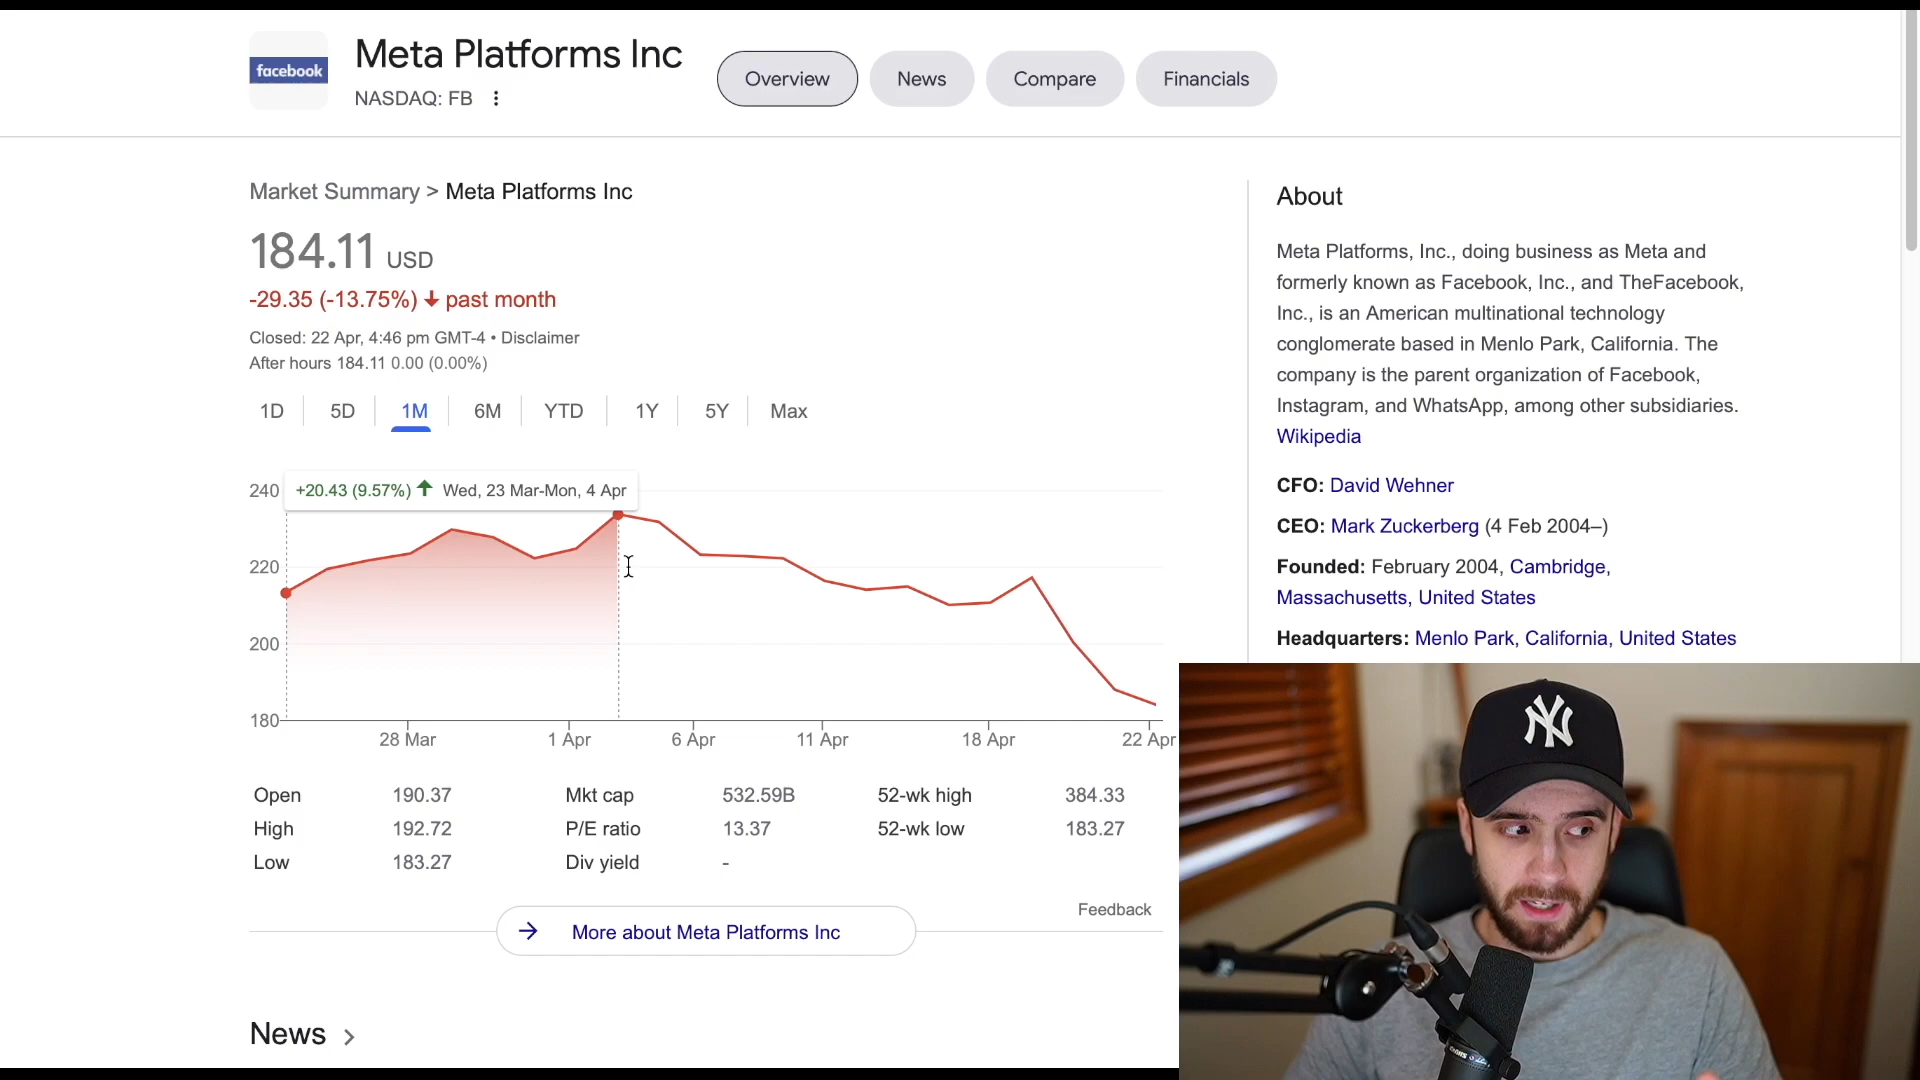 facebook
Meta Platforms Inc
NASDAQ: FB
Overview
News
Compare
Financials
Market Summary > Meta Platforms Inc
184.11 USD
-29.35 (-13.75%) past month
Closed: 22 Apr, 4:46 pm GMT-4 • Disclaimer
After hours 184.11 0.00 (0.00%)
1D
5D
1M
6M
YTD
1Y
5Y
Max
+20.43 (9.57%) Wed, 23 Mar-Mon, 4 Apr
240
220
200
180
28 Mar
1 Apr
6 Apr
11 Apr
18 Apr
22 Apr
Open 190.37
Mkt cap 532.59B
52-wk high 384.33
High 192.72
P/E ratio 13.37
52-wk low 183.27
Low 183.27
Div yield -
Feedback
More about Meta Platforms Inc
News
About
Meta Platforms, Inc., doing business as Meta and
formerly known as Facebook, Inc., and TheFacebook,
Inc., is an American multinational technology
conglomerate based in Menlo Park, California. The
company is the parent organization of Facebook,
Instagram, and WhatsApp, among other subsidiaries.
Wikipedia
CFO: David Wehner
CEO: Mark Zuckerberg (4 Feb 2004–)
Founded: February 2004, Cambridge,
Massachusetts, United States
Headquarters: Menlo Park, California, United States
NY